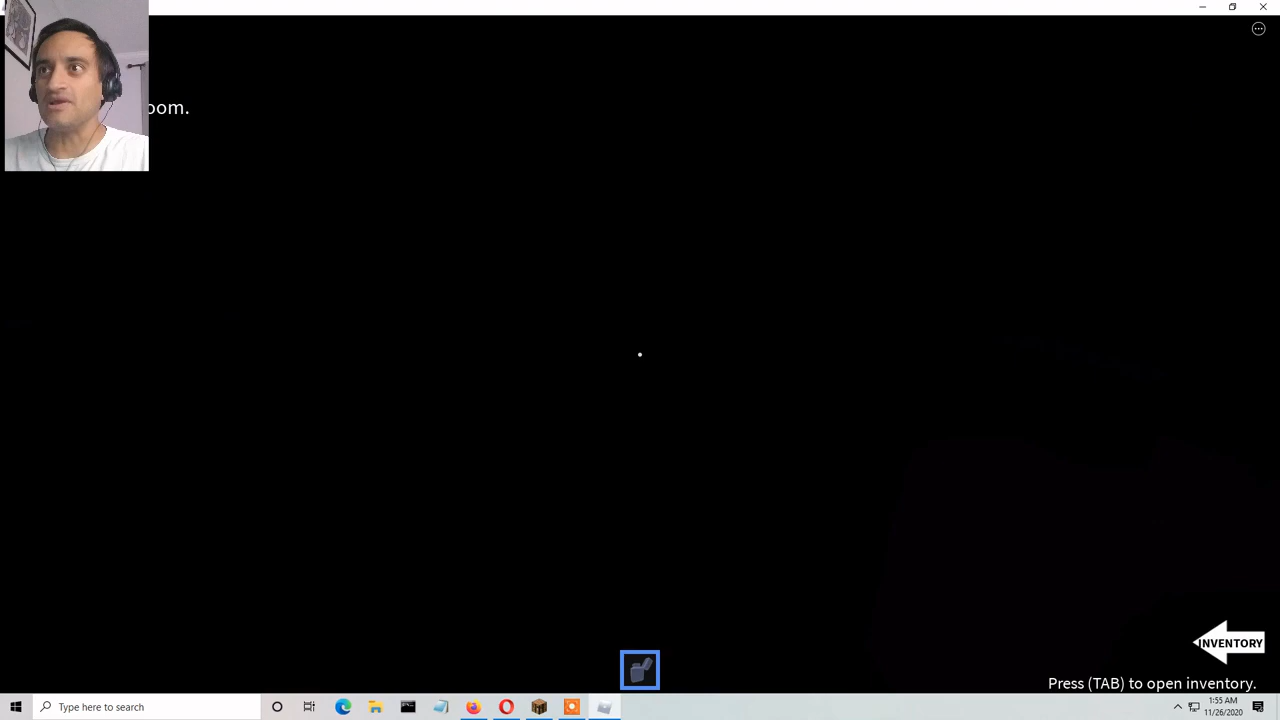 oom.
INVENTORY
Press (TAB) to open inventory.
Type here to search
1:55 AM
11/26/2020